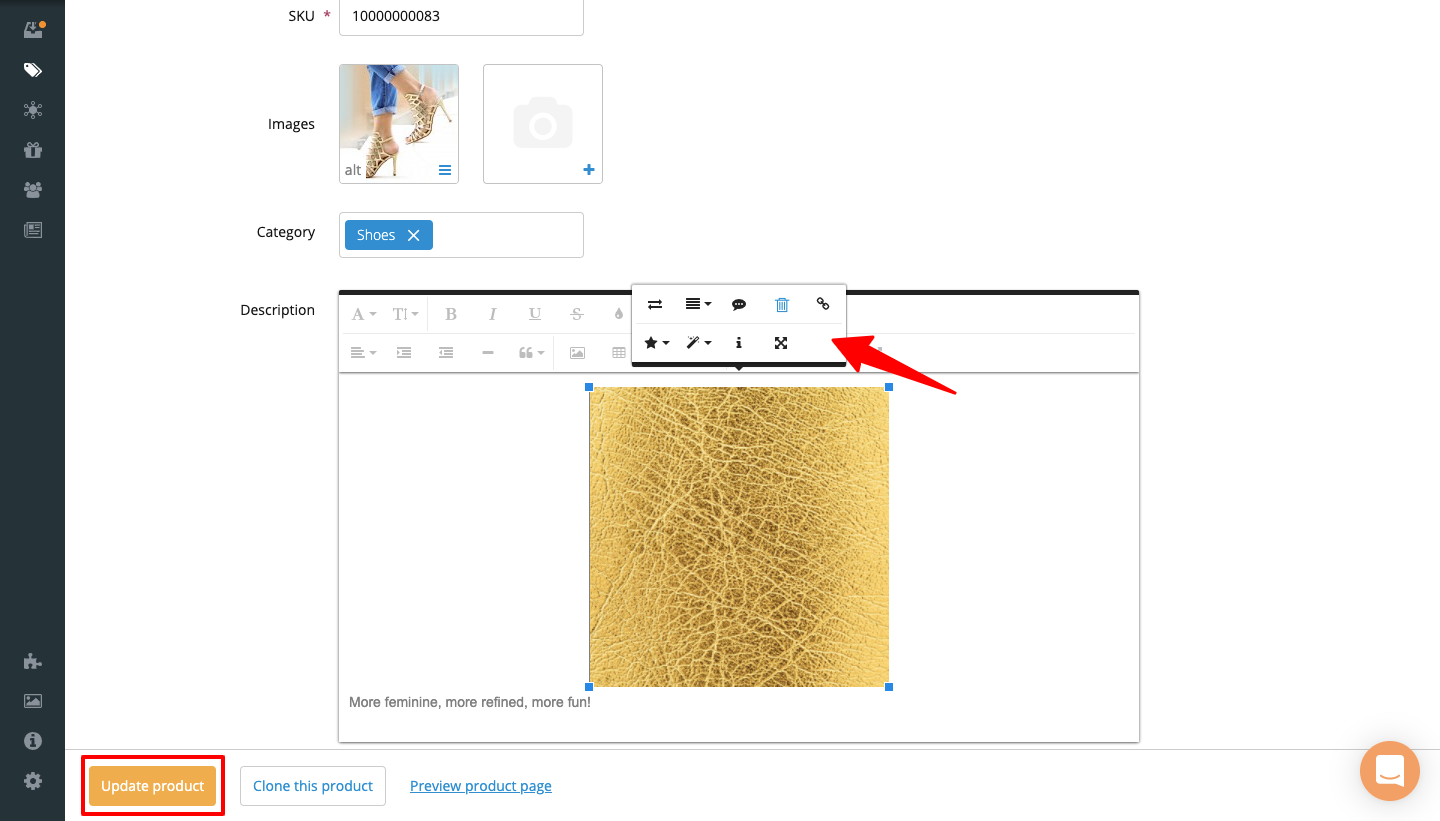 SKU *
10000000083
Images
alt
Category
Shoes
Description
A
TI
B
I
U
S
More feminine, more refined, more fun!
Update product
Clone this product
Preview product page